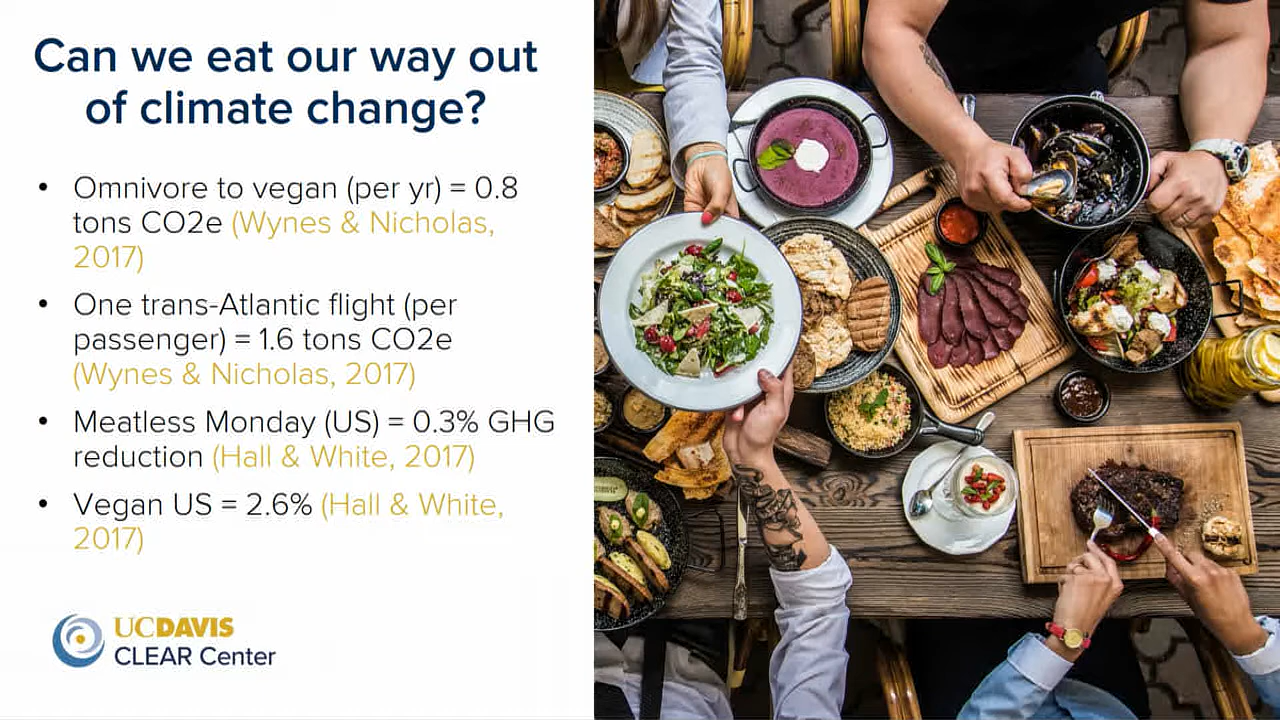 Can we eat our way out
of climate change?
• Omnivore to vegan (per yr) = 0.8
tons CO2e (Wynes & Nicholas,
2017)
• One trans-Atlantic flight (per
passenger) = 1.6 tons CO2e
(Wynes & Nicholas, 2017)
• Meatless Monday (US) = 0.3% GHG
reduction (Hall & White, 2017)
• Vegan US = 2.6% (Hall & White,
2017)
UCDAVIS
CLEAR Center